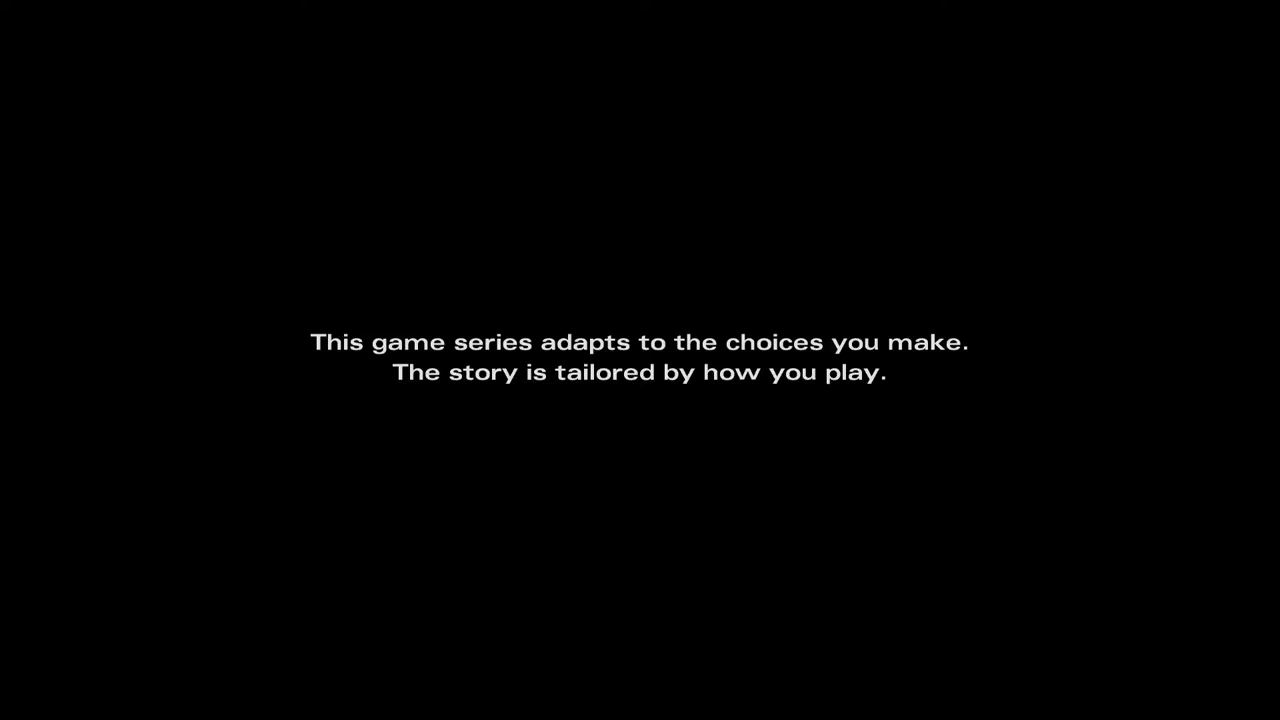 This game series adapts to the choices you make.
The story is tailored by how you play.